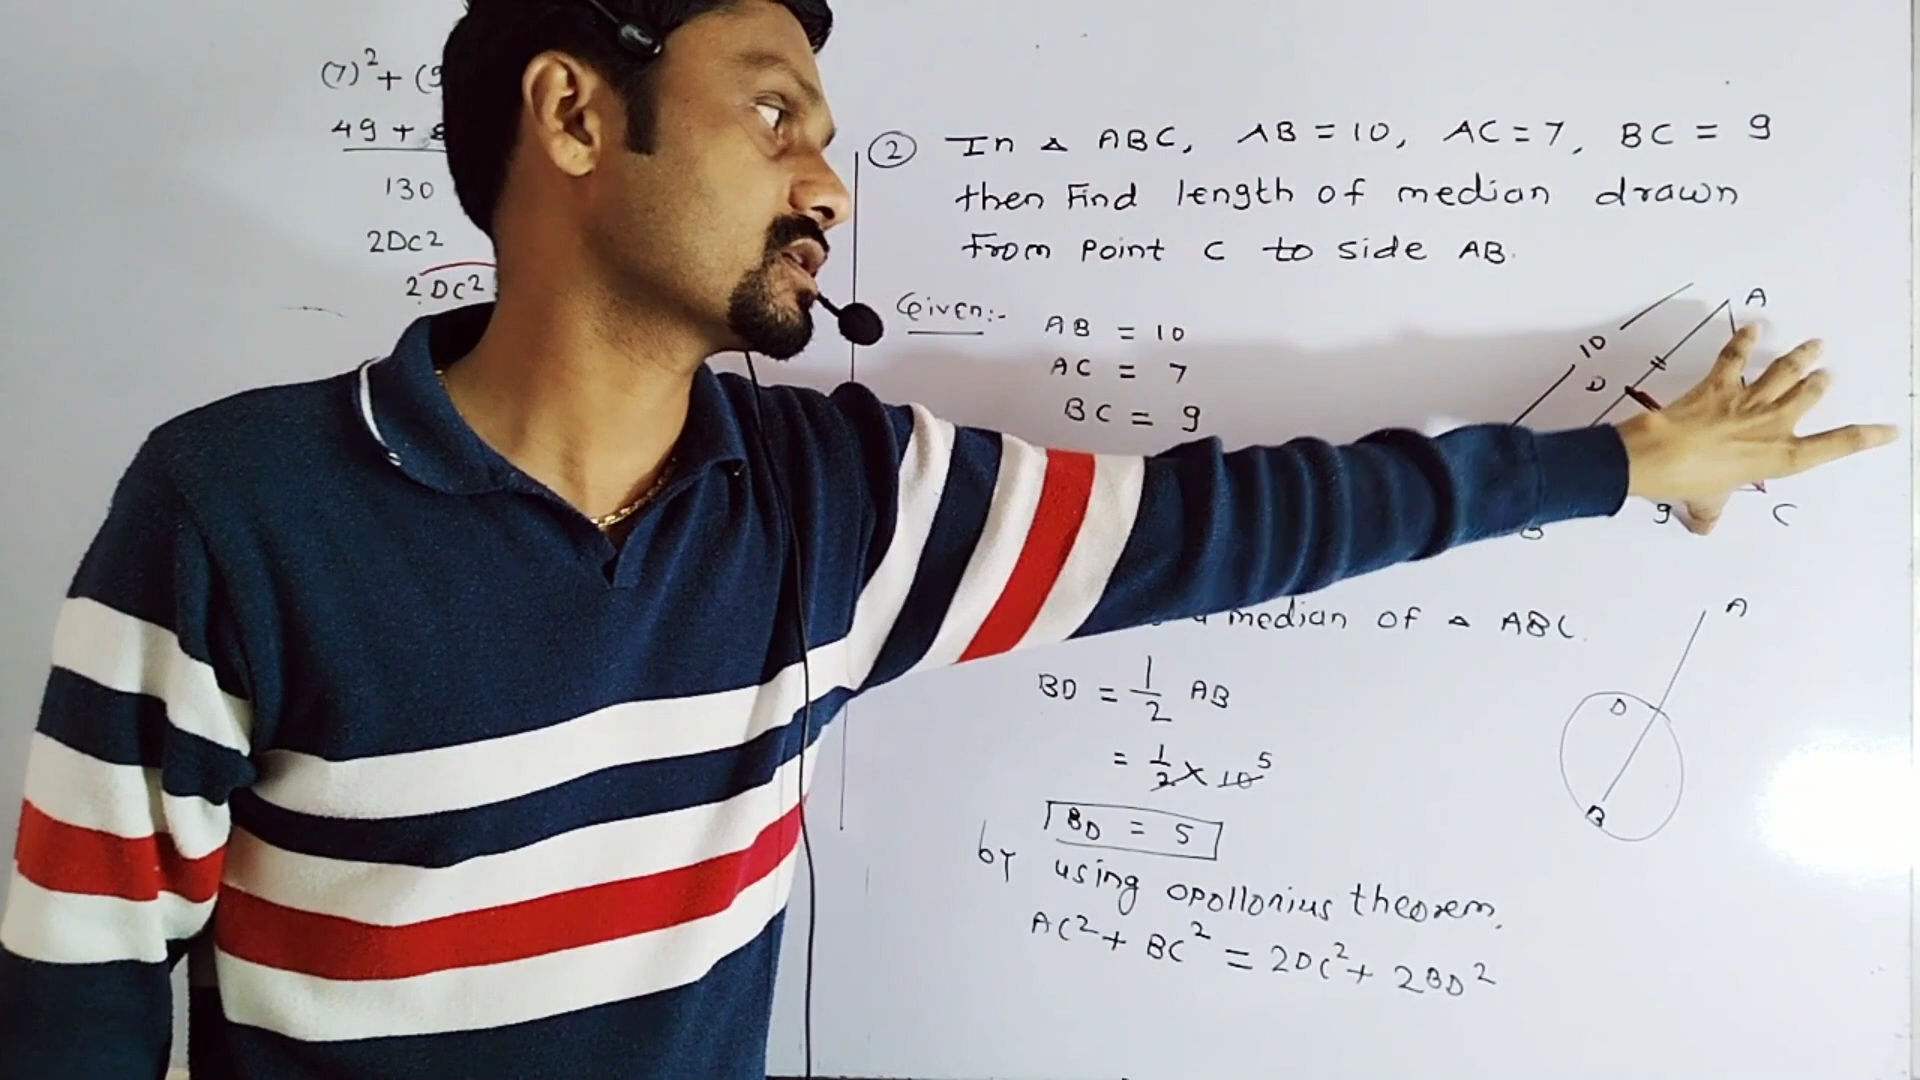 (7)² + (9
49 +
130
2DC2
2DC2
② In △ ABC, AB = 10, AC = 7, BC = 9
then Find length of median drawn
From Point C to side AB.
Given:-
AB = 10
AC = 7
BC = 9
A
10
D
9
C
median of △ ABC.
BD = 1/2 AB
= 1/2 × 10 5
BD = 5
by using opollonius theorem.
AC² + BC² = 2DC² + 2BD²
A
D
B